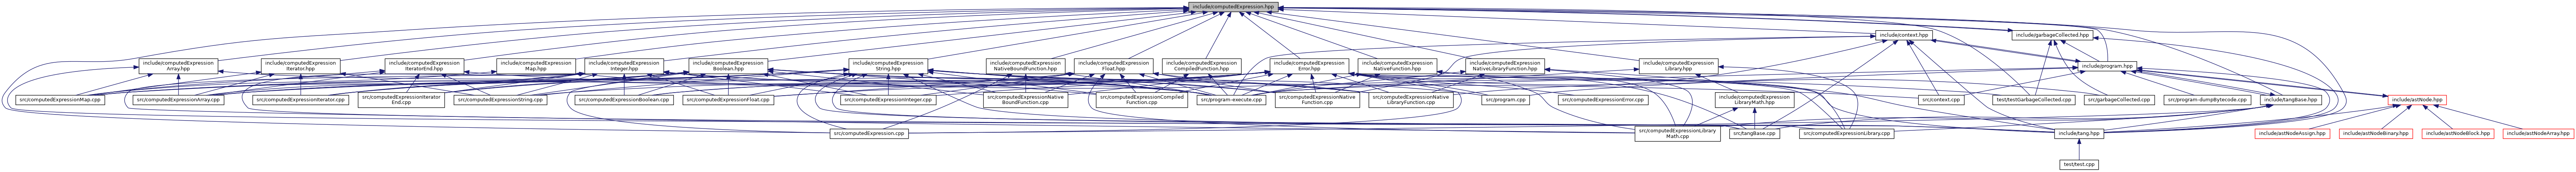 include/computedExpression.hpp
include/context.hpp
include/garbageCollected.hpp
include/computedExpression
Array.hpp
include/computedExpression
Iterator.hpp
include/computedExpression
IteratorEnd.hpp
include/computedExpression
Map.hpp
include/computedExpression
Integer.hpp
include/computedExpression
Boolean.hpp
include/computedExpression
String.hpp
include/computedExpression
NativeBoundFunction.hpp
include/computedExpression
Float.hpp
include/computedExpression
CompiledFunction.hpp
include/computedExpression
Error.hpp
include/computedExpression
NativeFunction.hpp
include/computedExpression
NativeLibraryFunction.hpp
include/computedExpression
Library.hpp
include/program.hpp
src/computedExpressionMap.cpp
src/computedExpressionArray.cpp
src/computedExpressionIterator.cpp
src/computedExpressionIterator
End.cpp
src/computedExpressionString.cpp
src/computedExpressionBoolean.cpp
src/computedExpressionFloat.cpp
src/computedExpressionInteger.cpp
src/computedExpressionNative
BoundFunction.cpp
src/computedExpressionCompiled
Function.cpp
src/program-execute.cpp
src/computedExpressionNative
Function.cpp
src/computedExpressionNative
LibraryFunction.cpp
src/program.cpp
src/computedExpressionError.cpp
include/computedExpression
LibraryMath.hpp
src/context.cpp
test/testGarbageCollected.cpp
src/garbageCollected.cpp
src/program-dumpBytecode.cpp
include/tangBase.hpp
include/astNode.hpp
src/computedExpression.cpp
src/computedExpressionLibrary
Math.cpp
src/tangBase.cpp
src/computedExpressionLibrary.cpp
include/tang.hpp
include/astNodeAssign.hpp
include/astNodeBinary.hpp
include/astNodeBlock.hpp
include/astNodeArray.hpp
test/test.cpp